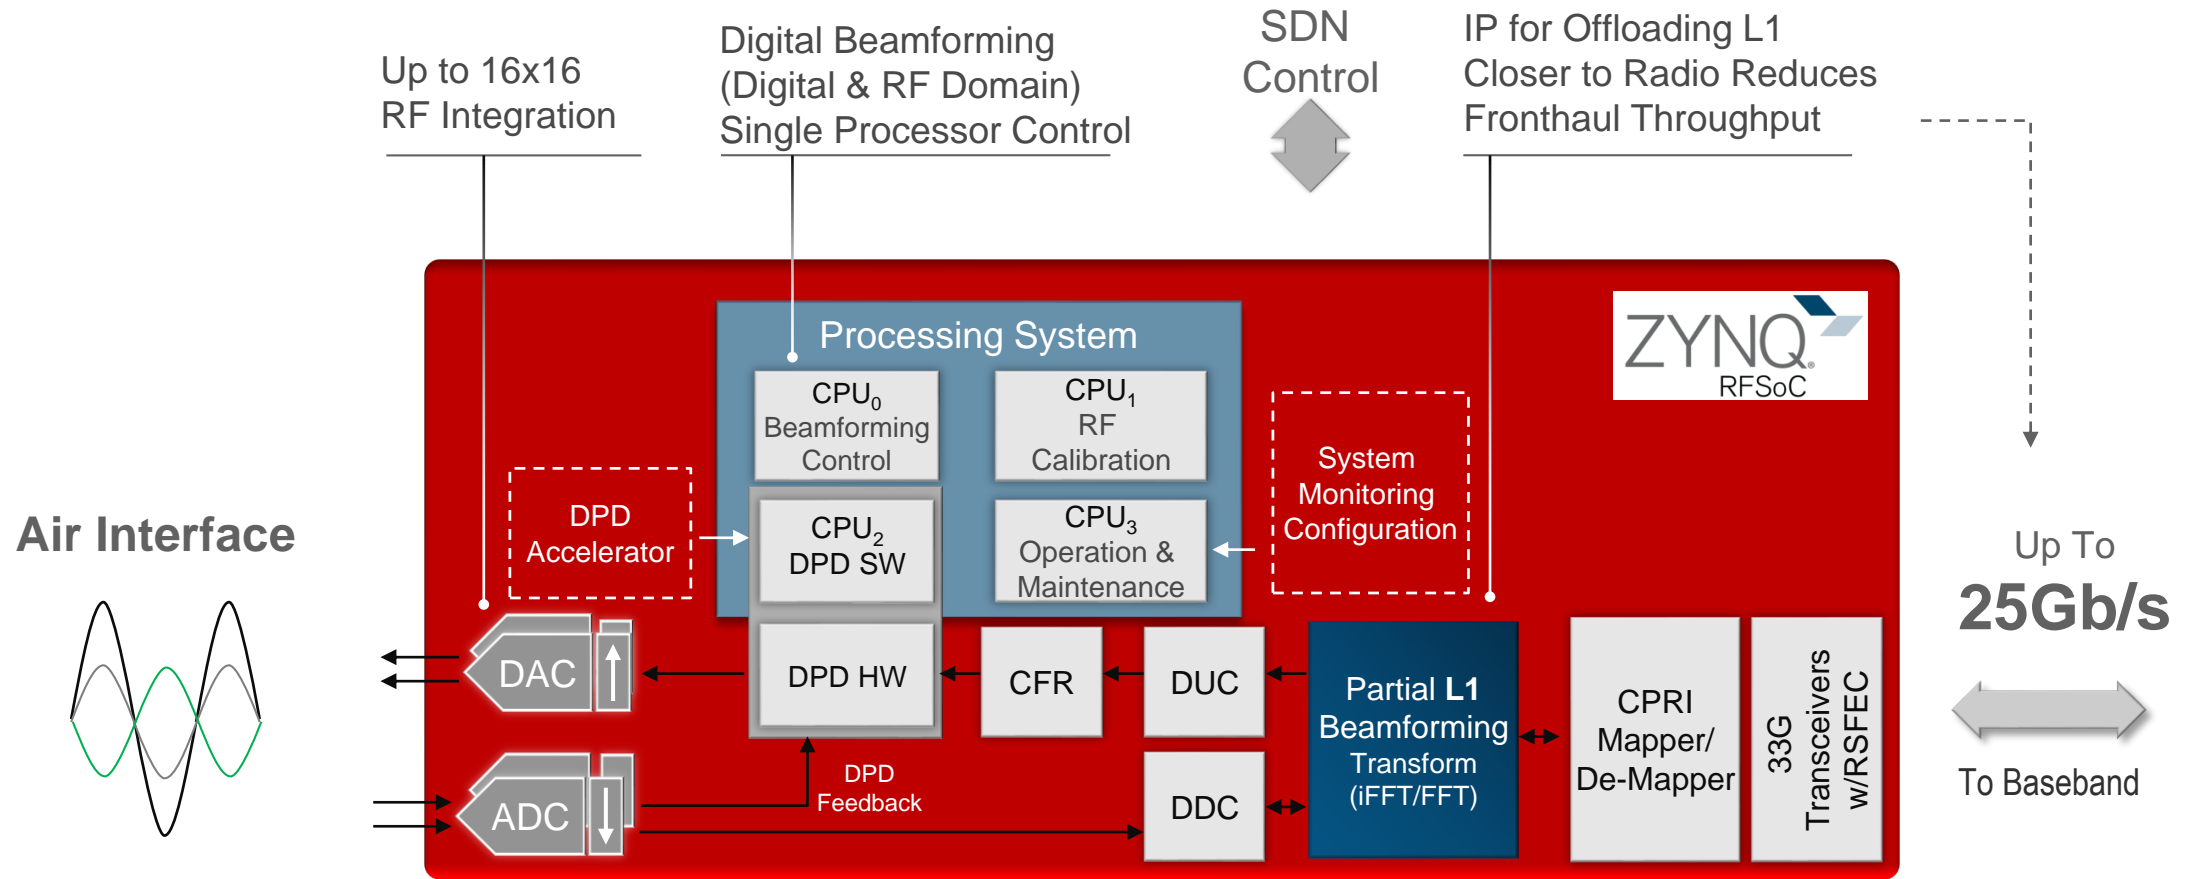 Up to 16x16
RF Integration
Digital Beamforming
(Digital & RF Domain)
Single Processor Control
SDN
Control
IP for Offloading L1
Closer to Radio Reduces
Fronthaul Throughput
ZYNQ®
RFSoC
Processing System
CPU0
Beamforming
Control
CPU1
RF
Calibration
System
Monitoring
Configuration
DPD
Accelerator
CPU2
DPD SW
CPU3
Operation &
Maintenance
Air Interface
Up To
25Gb/s
To Baseband
DAC
DPD HW
CFR
DUC
Partial L1
Beamforming
Transform
(iFFT/FFT)
CPRI
Mapper/
De-Mapper
33G
Transceivers
w/RSFEC
ADC
DPD
Feedback
DDC